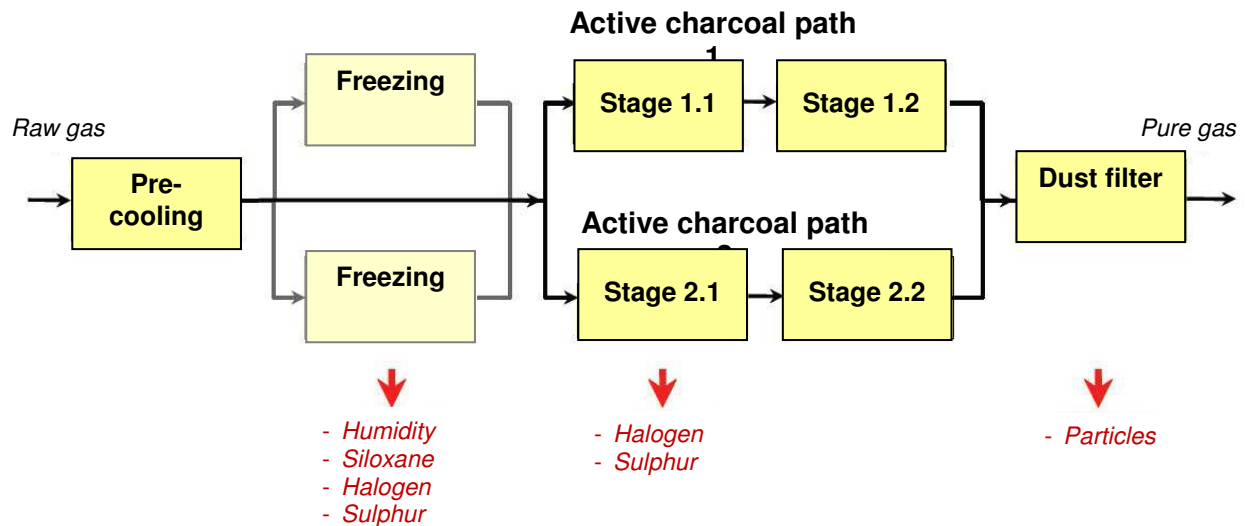 Active charcoal path
1
Freezing
Stage 1.1
Stage 1.2
Raw gas
Pure gas
Pre-
cooling
Dust filter
Active charcoal path
Freezing
Stage 2.1
Stage 2.2
- Humidity
- Siloxane
- Halogen
- Sulphur
- Halogen
- Sulphur
- Particles